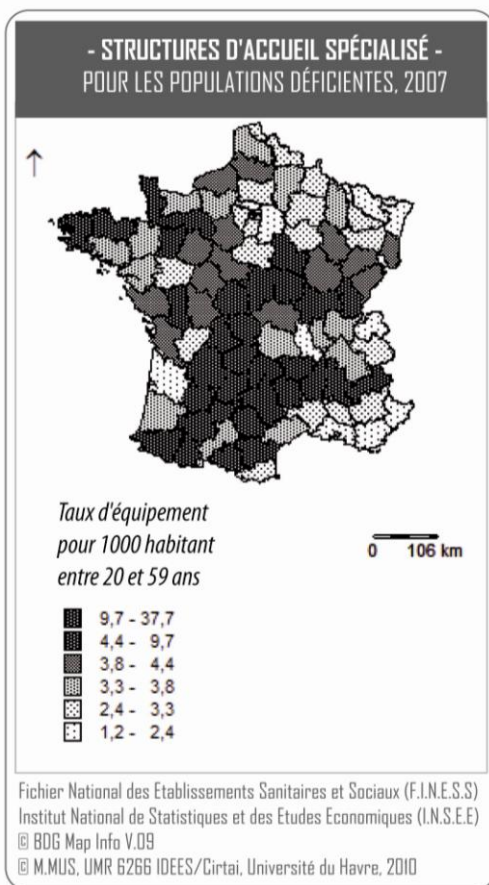 - STRUCTURES D'ACCUEIL SPÉCIALISÉ -
POUR LES POPULATIONS DÉFICIENTES, 2007
Taux d'équipement
pour 1000 habitant
entre 20 et 59 ans
0 106 km
9,7 - 37,7
4,4 - 9,7
3,8 - 4,4
3,3 - 3,8
2,4 - 3,3
1,2 - 2,4
Fichier National des Etablissements Sanitaires et Sociaux (F.I.N.E.S.S)
Institut National de Statistiques et des Etudes Economiques (I.N.S.E.E)
© BDG Map Info V.09
© M.MUS, UMR 6266 IDEES/Cirtai, Université du Havre, 2010